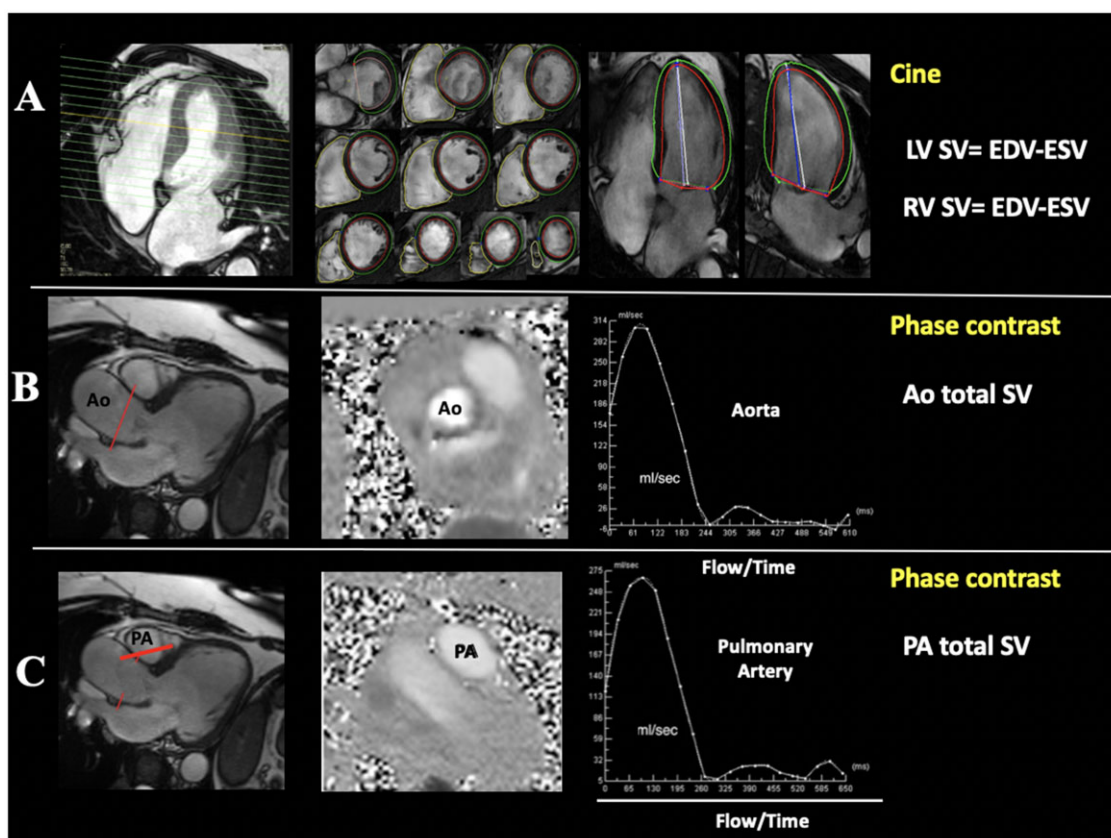 A
Cine
LV SV= EDV-ESV
RV SV= EDV-ESV
B
Ao
Ao
ml/sec
314
282
250
218
186
154
122
90
58
26
-6
0 61 122 183 244 305 366 427 488 549 610
(ms)
ml/sec
Aorta
Phase contrast
Ao total SV
Flow/Time
C
PA
PA
ml/sec
275
248
221
194
167
140
113
86
59
32
5
0 65 130 195 260 325 390 455 520 585 650
(ms)
ml/sec
Pulmonary
Artery
Phase contrast
PA total SV
Flow/Time